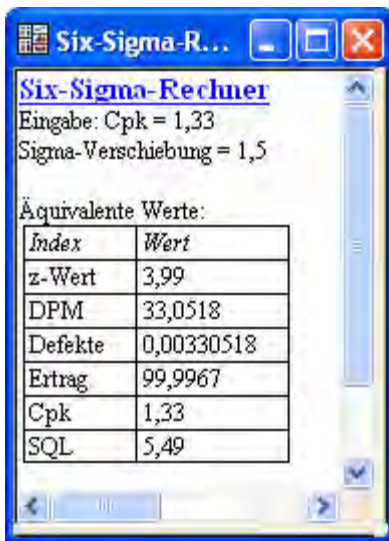 Six-Sigma-R...
Six-Sigma-Rechner
Eingabe: Cpk = 1,33
Sigma-Verschiebung = 1,5
Äquivalente Werte:
Index Wert
z-Wert 3,99
DPM 33,0518
Defekte 0,00330518
Ertrag 99,9967
Cpk 1,33
SQL 5,49